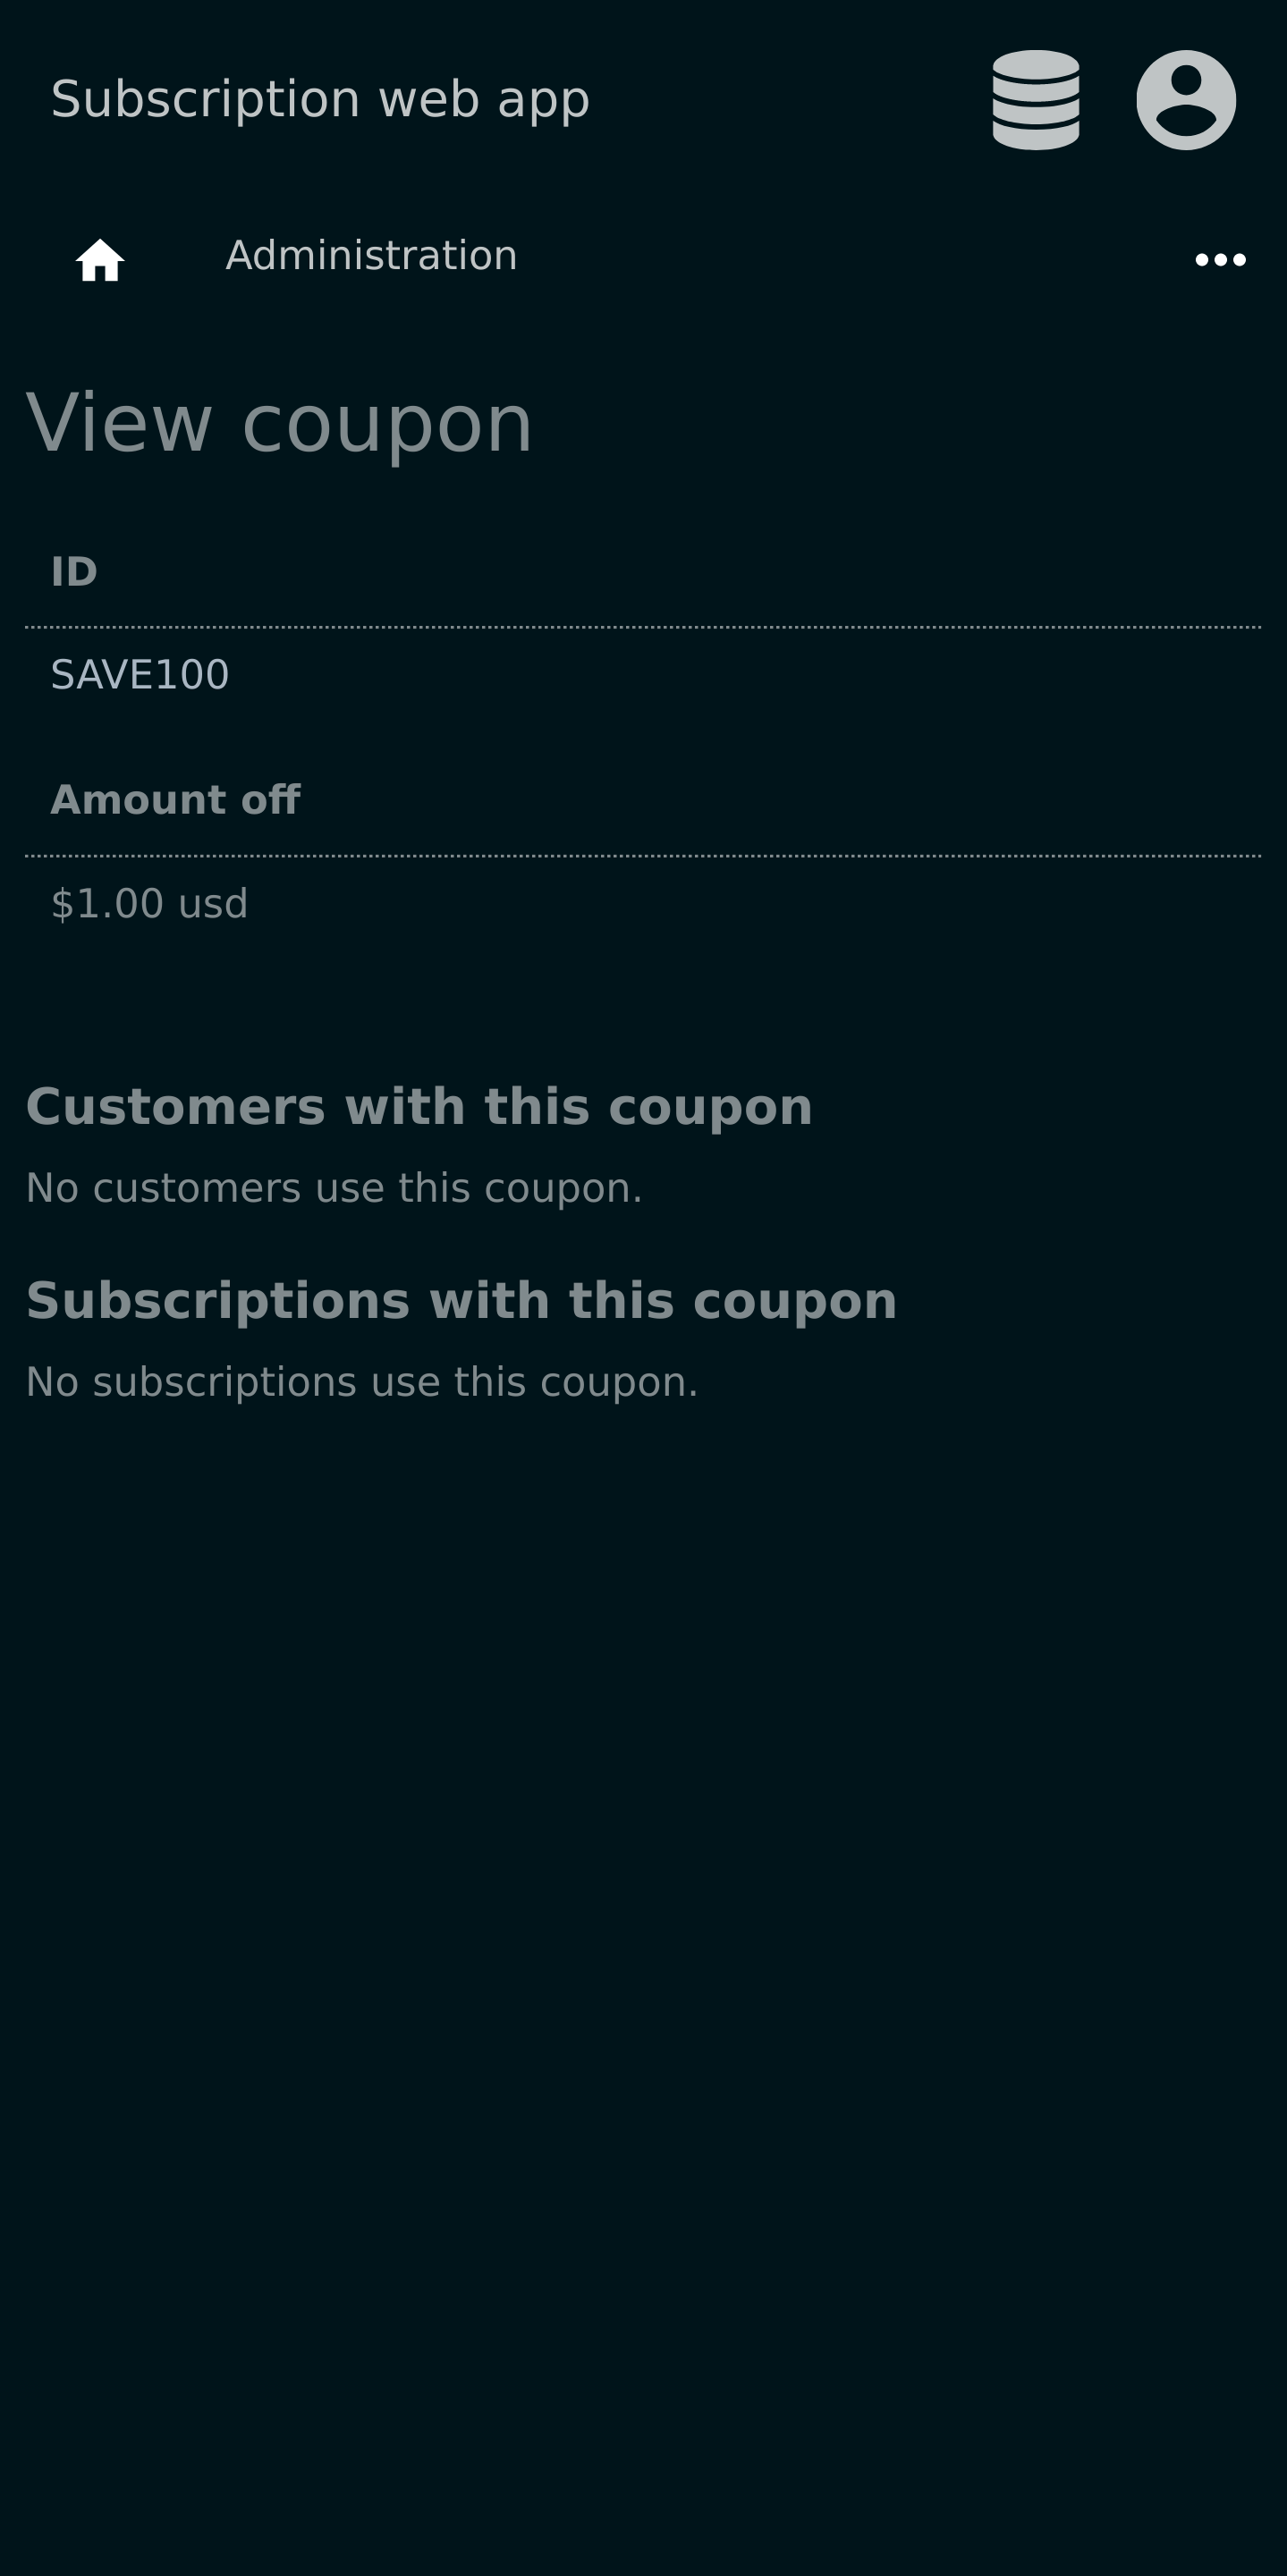 Subscription web app
Administration
View coupon
ID
SAVE100
Amount off
$1.00 usd
Customers with this coupon
No customers use this coupon.
Subscriptions with this coupon
No subscriptions use this coupon.